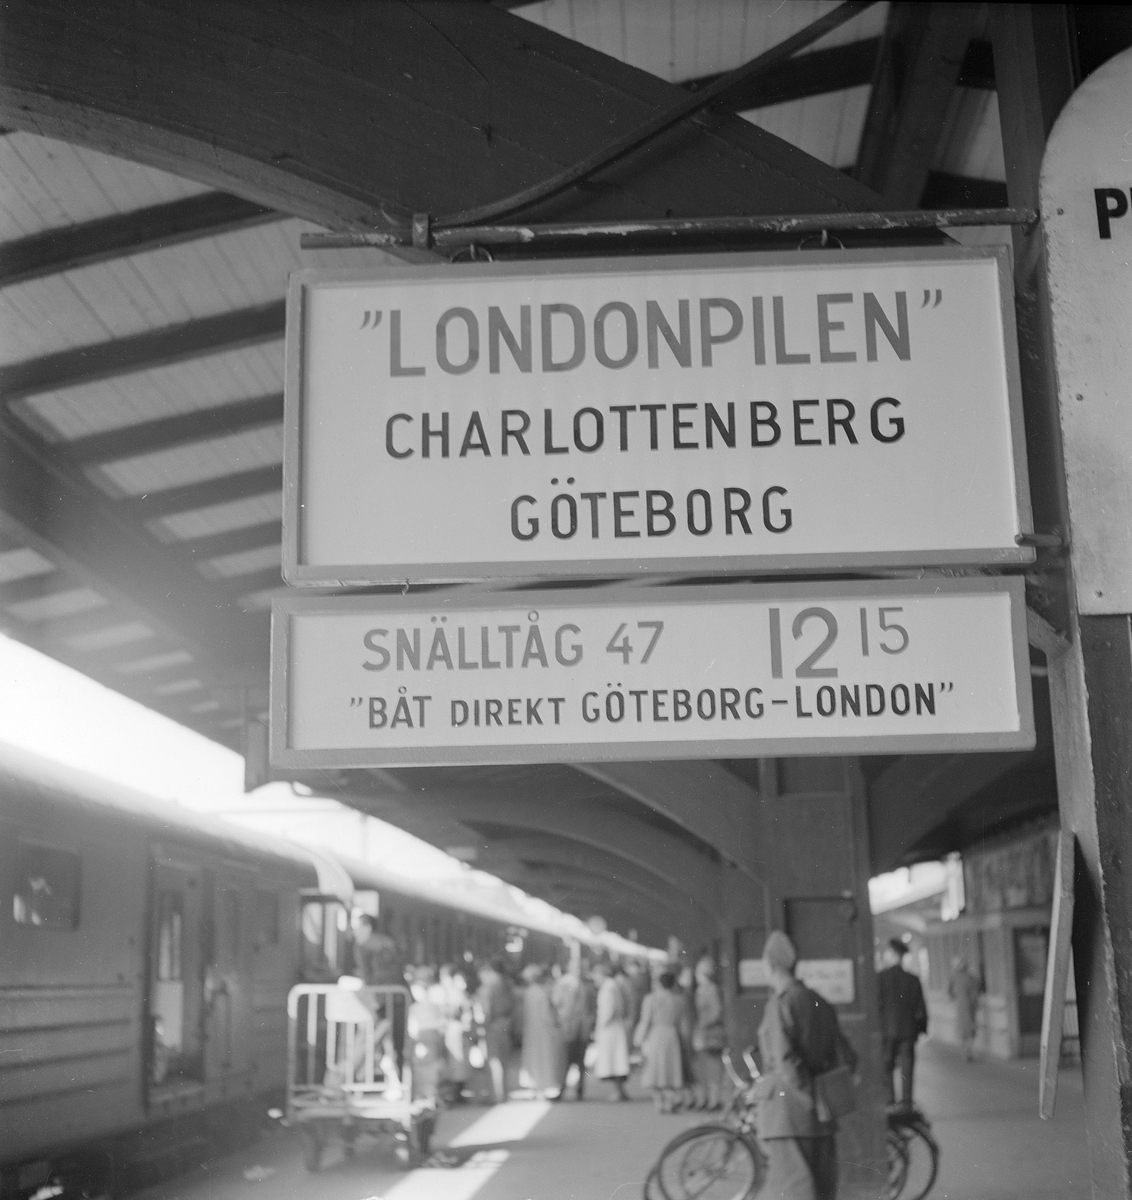 "LONDONPILEN"
CHARLOTTENBERG
GÖTEBORG
SNÄLLTÅG 47 12 15
"BÅT DIREKT GÖTEBORG-LONDON"